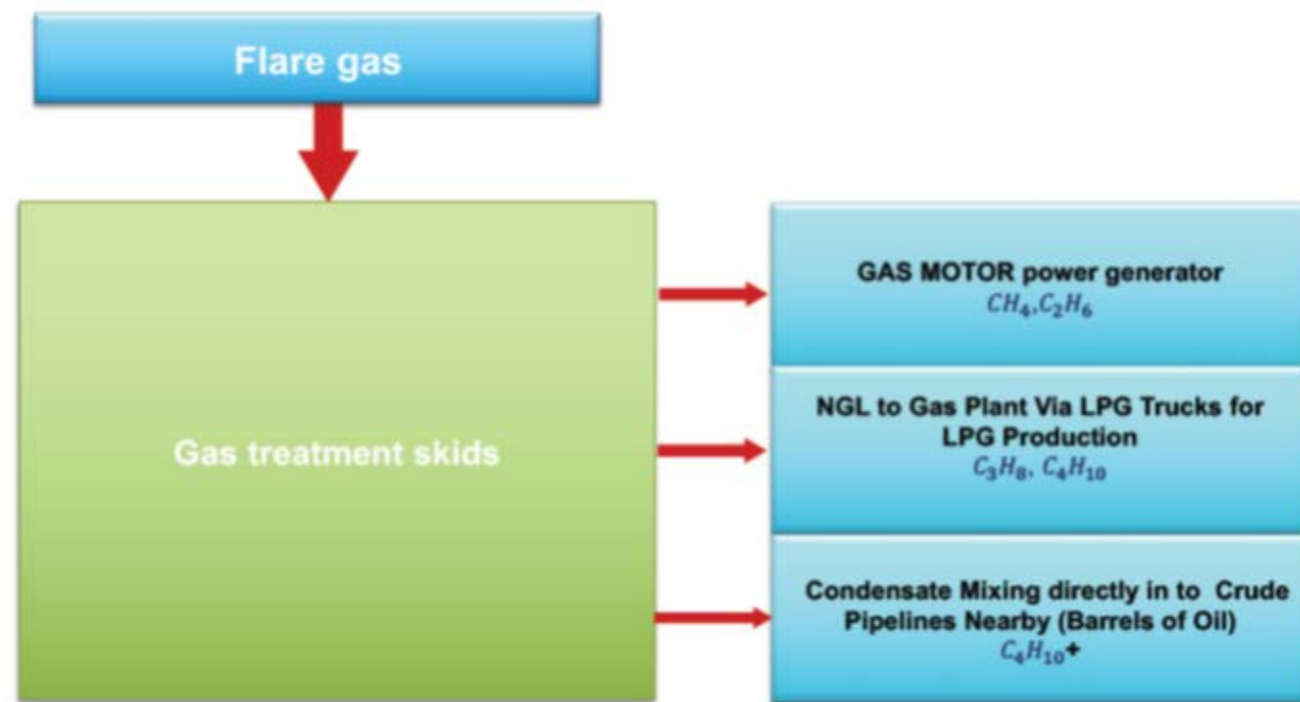 Flare gas
Gas treatment skids
GAS MOTOR power generator
CH₄,C₂H₆
NGL to Gas Plant Via LPG Trucks for
LPG Production
C₃H₈, C₄H₁₀
Condensate Mixing directly in to Crude
Pipelines Nearby (Barrels of Oil)
C₄H₁₀+